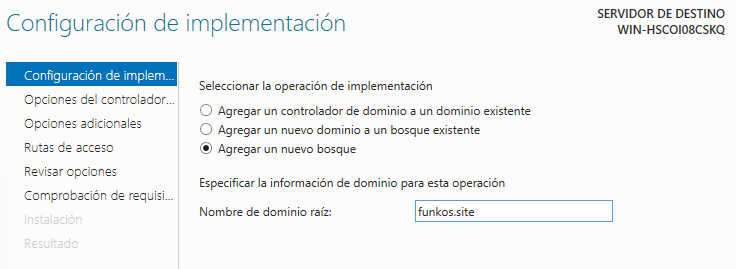 Configuración de implementación
SERVIDOR DE DESTINO
WIN-HSCOI08CSKQ
Configuración de implem...
Opciones del controlador...
Opciones adicionales
Rutas de acceso
Revisar opciones
Comprobación de requisi...
Instalación
Resultado
Seleccionar la operación de implementación
Agregar un controlador de dominio a un dominio existente
Agregar un nuevo dominio a un bosque existente
Agregar un nuevo bosque
Especificar la información de dominio para esta operación
Nombre de dominio raíz: funkos.site